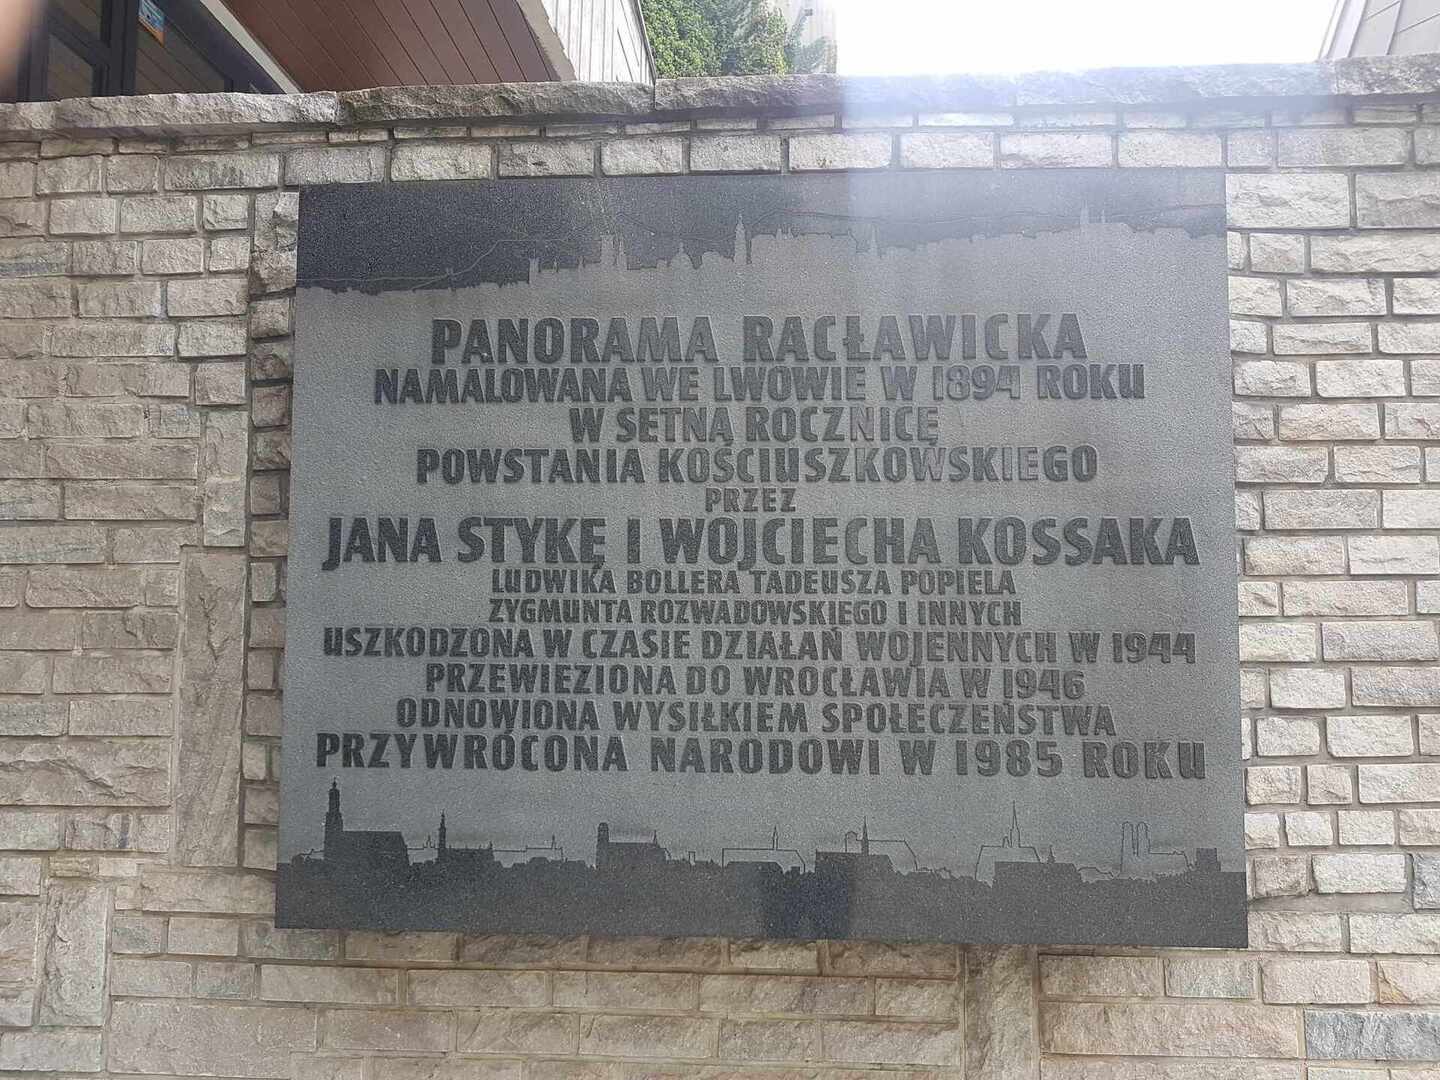 PANORAMA RACŁAWICKA
NAMALOWANA WE LWOWIE W 1894 ROKU
W SETNĄ ROCZNICĘ
POWSTANIA KOŚCIUSZKOWSKIEGO
PRZEZ
JANA STYKĘ I WOJCIECHA KOSSAKA
LUDWIKA BOLLERA TADEUSZA POPIELA
ZYGMUNTA ROZWADOWSKIEGO I INNYCH
USZKODZONA W CZASIE DZIAŁAŃ WOJENNYCH W 1944
PRZEWIEZIONA DO WROCŁAWIA W 1946
ODNOWIONA WYSIŁKIEM SPOŁECZEŃSTWA
PRZYWRÓCONA NARODOWI W 1985 ROKU